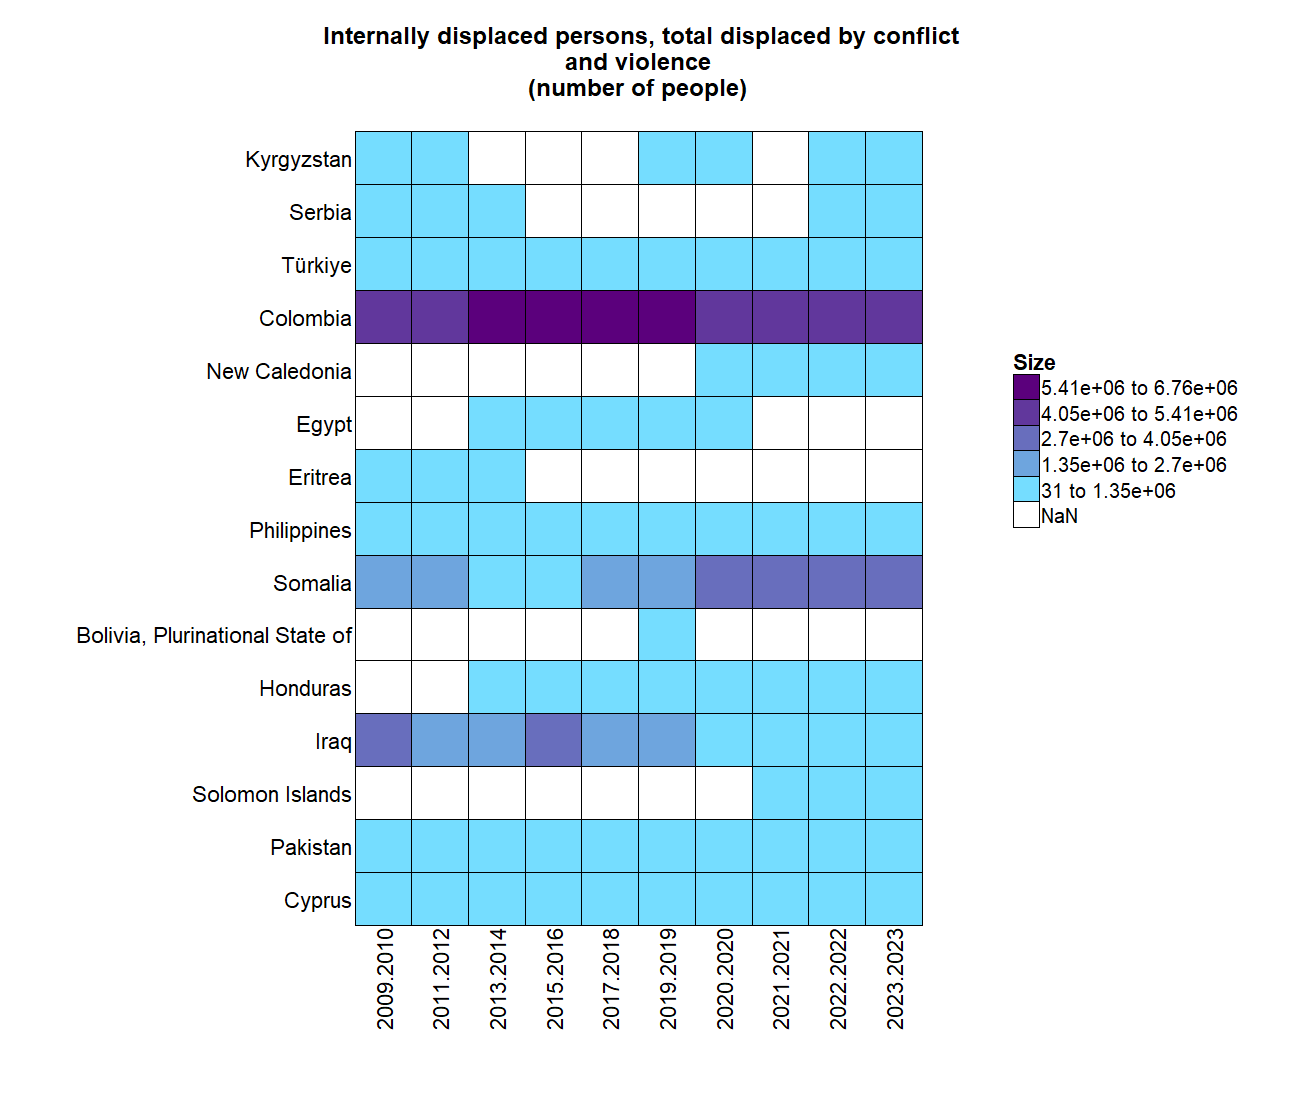 Internally displaced persons, total displaced by conflict
and violence
(number of people)
Kyrgyzstan
Serbia
Türkiye
Colombia
New Caledonia
Egypt
Eritrea
Philippines
Somalia
Bolivia, Plurinational State of
Honduras
Iraq
Solomon Islands
Pakistan
Cyprus
2009.2010
2011.2012
2013.2014
2015.2016
2017.2018
2019.2019
2020.2020
2021.2021
2022.2022
2023.2023
Size
5.41e+06 to 6.76e+06
4.05e+06 to 5.41e+06
2.7e+06 to 4.05e+06
1.35e+06 to 2.7e+06
31 to 1.35e+06
NaN